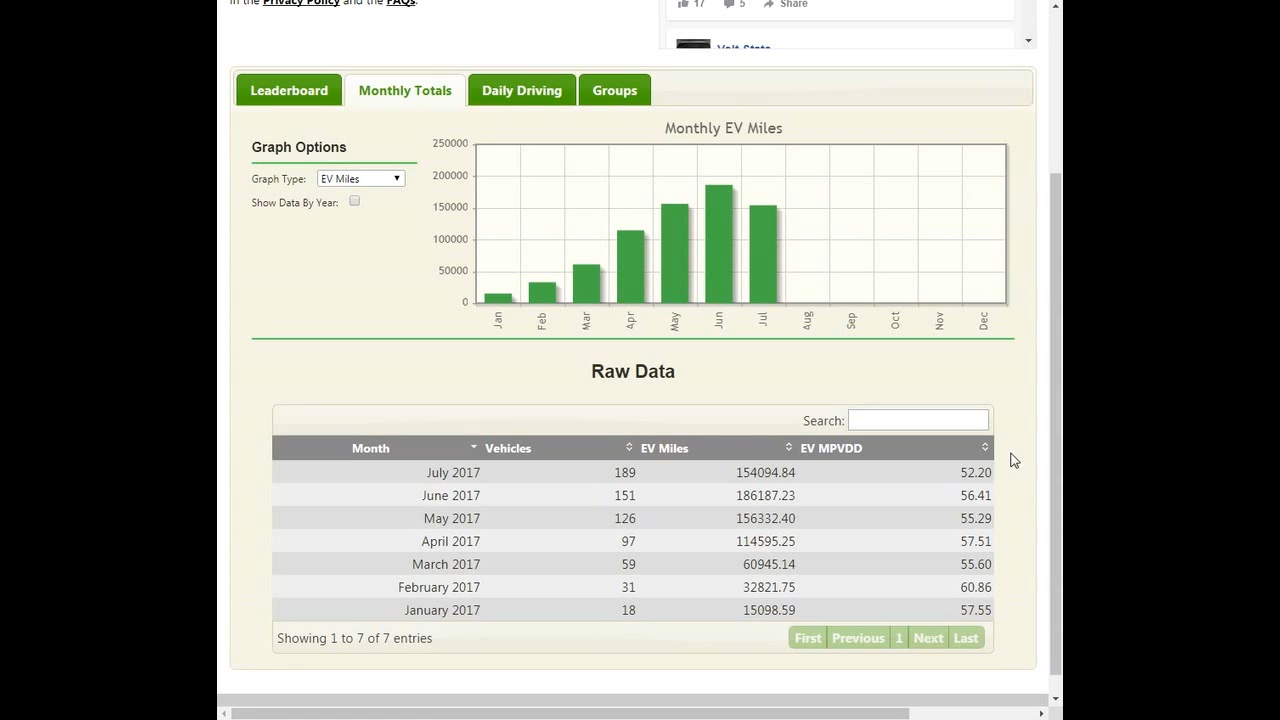 in the Privacy Policy and the FAQs.
17 5 Share
Volt Stats
Leaderboard Monthly Totals Daily Driving Groups
Monthly EV Miles
Graph Options
Graph Type: EV Miles
Show Data By Year:
250000
200000
150000
100000
50000
0
Jan Feb Mar Apr May Jun Jul Aug Sep Oct Nov Dec
Raw Data
Search:
Month Vehicles EV Miles EV MPVDD
July 2017 189 154094.84 52.20
June 2017 151 186187.23 56.41
May 2017 126 156332.40 55.29
April 2017 97 114595.25 57.51
March 2017 59 60945.14 55.60
February 2017 31 32821.75 60.86
January 2017 18 15098.59 57.55
Showing 1 to 7 of 7 entries
First Previous 1 Next Last